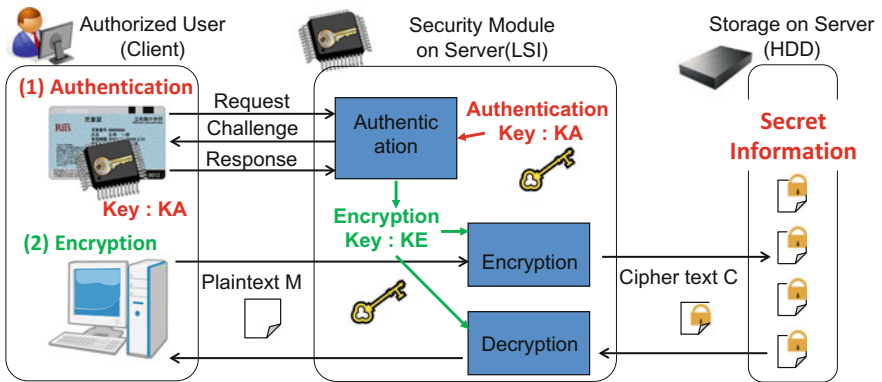 Authorized User
(Client)
Security Module
on Server(LSI)
Storage on Server
(HDD)
(1) Authentication
Request
Challenge
Response
Key : KA
Authentic
ation
Authentication
Key : KA
Secret
Information
Encryption
Key : KE
(2) Encryption
Plaintext M
Encryption
Cipher text C
Decryption